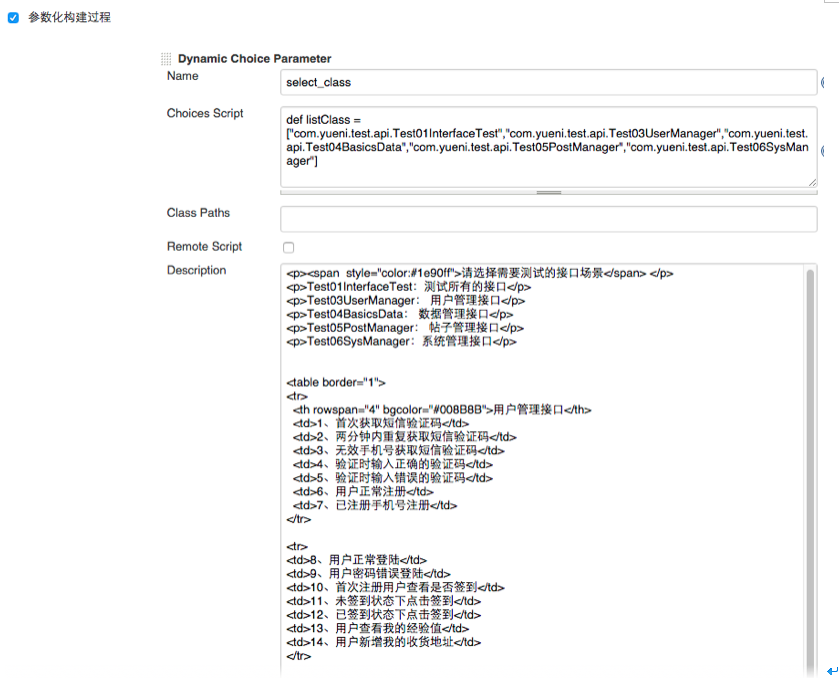 参数化构建过程
Dynamic Choice Parameter
Name
select_class
Choices Script
def listClass =
["com.yueni.test.api.Test01InterfaceTest","com.yueni.test.api.Test03UserManager","com.yueni.test.
api.Test04BasicsData","com.yueni.test.api.Test05PostManager","com.yueni.test.api.Test06SysMan
ager"]
Class Paths
Remote Script
Description
<p><span  style="color:#1e90ff">请选择需要测试的接口场景</span> </p>
<p>Test01InterfaceTest：测试所有的接口</p>
<p>Test03UserManager： 用户管理接口</p>
<p>Test04BasicsData： 数据管理接口</p>
<p>Test05PostManager： 帖子管理接口</p>
<p>Test06SysManager：系统管理接口</p>
<table border="1">
<tr>
<th rowspan="4" bgcolor="#008B8B">用户管理接口</th>
<td>1、首次获取短信验证码</td>
<td>2、两分钟内重复获取短信验证码</td>
<td>3、无效手机号获取短信验证码</td>
<td>4、验证时输入正确的验证码</td>
<td>5、验证时输入错误的验证码</td>
<td>6、用户正常注册</td>
<td>7、已注册手机号注册</td>
</tr>
<tr>
<td>8、用户正常登陆</td>
<td>9、用户密码错误登陆</td>
<td>10、首次注册用户查看是否签到</td>
<td>11、未签到状态下点击签到</td>
<td>12、已签到状态下点击签到</td>
<td>13、用户查看我的经验值</td>
<td>14、用户新增我的收货地址</td>
</tr>